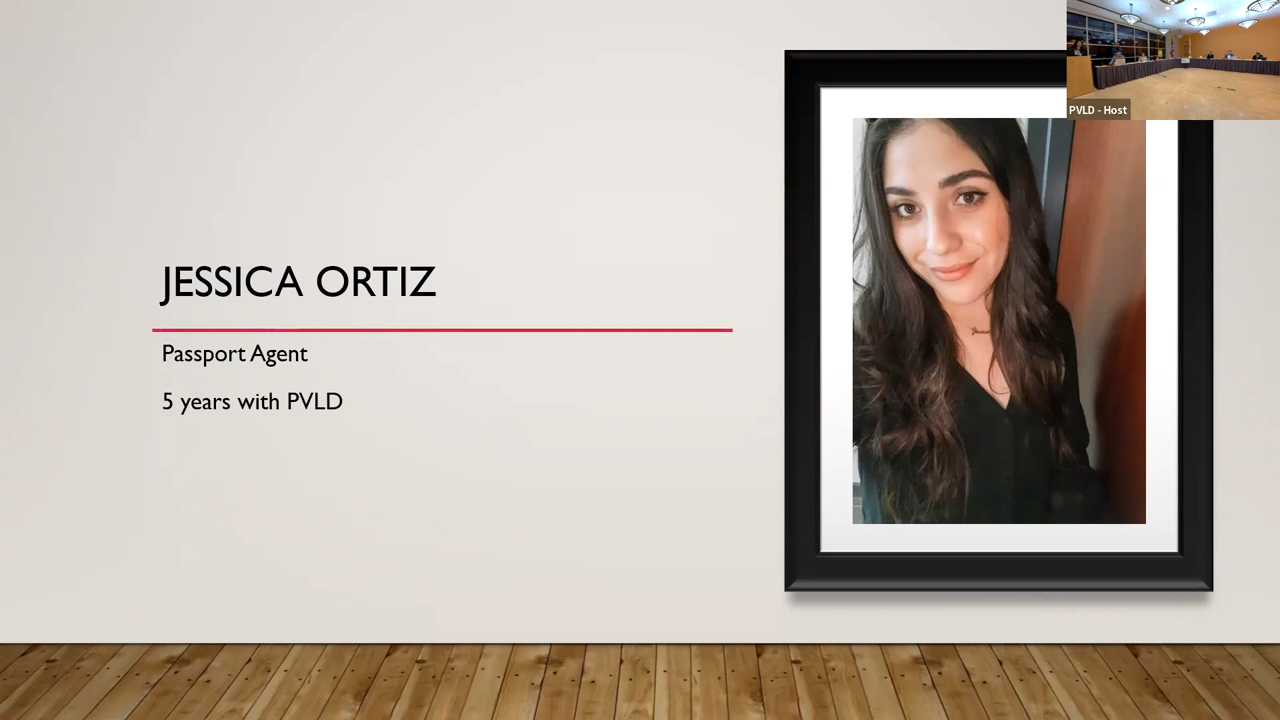 PVLD - Host
JESSICA ORTIZ
Passport Agent
5 years with PVLD